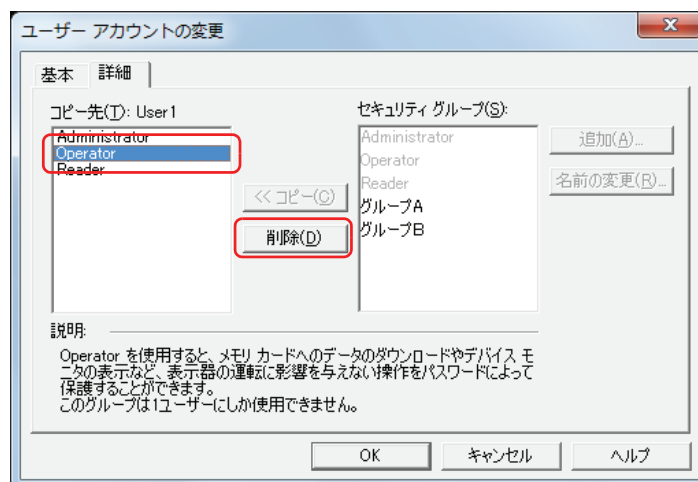 ユーザー アカウントの変更
基本 詳細
コピー先(T): User1
Administrator
Operator
Reader
<< コピー(C)
削除(D)
セキュリティ グループ(S):
Administrator
Operator
Reader
グループA
グループB
追加(A)...
名前の変更(R)...
説明:
Operator を使用すると、メモリ カードへのデータのダウンロードやデバイス モ
ニタの表示など、表示器の運転に影響を与えない操作をパスワードによって
保護することができます。
このグループは1ユーザーにしか使用できません。
OK キャンセル ヘルプ